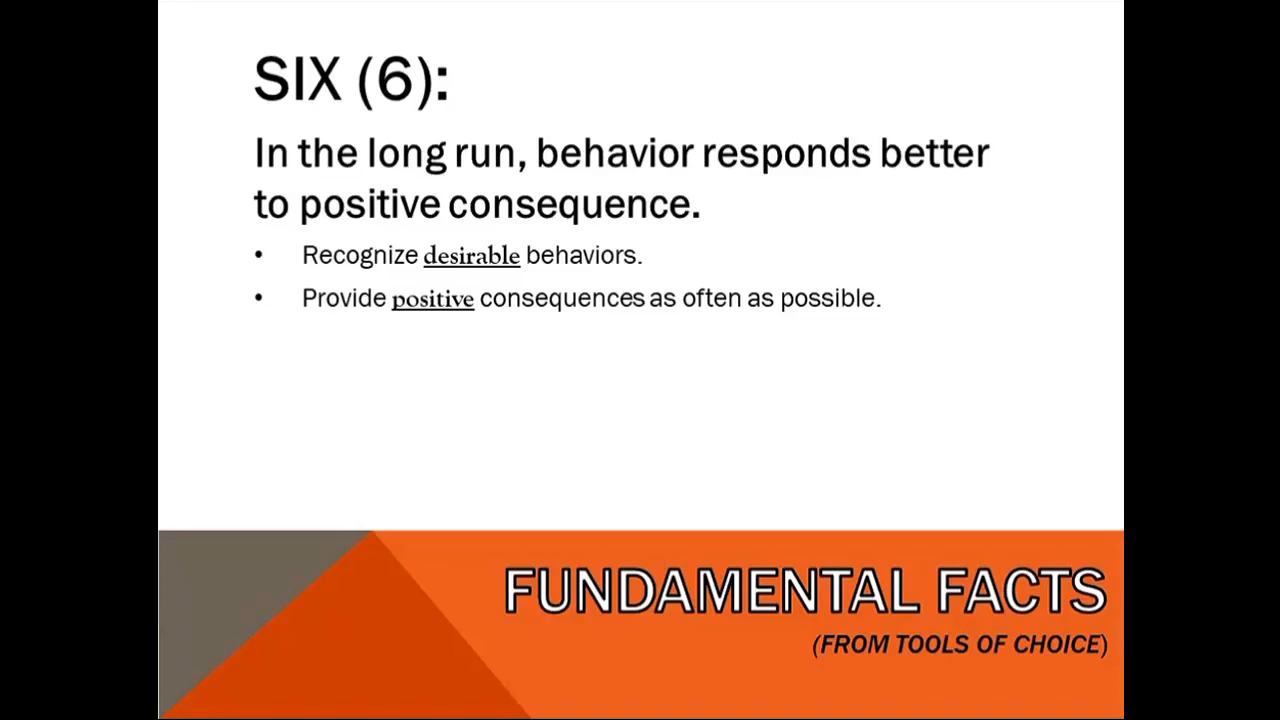 SIX (6):
In the long run, behavior responds better
to positive consequence.
• Recognize desirable behaviors.
• Provide positive consequences as often as possible.
FUNDAMENTAL FACTS
(FROM TOOLS OF CHOICE)